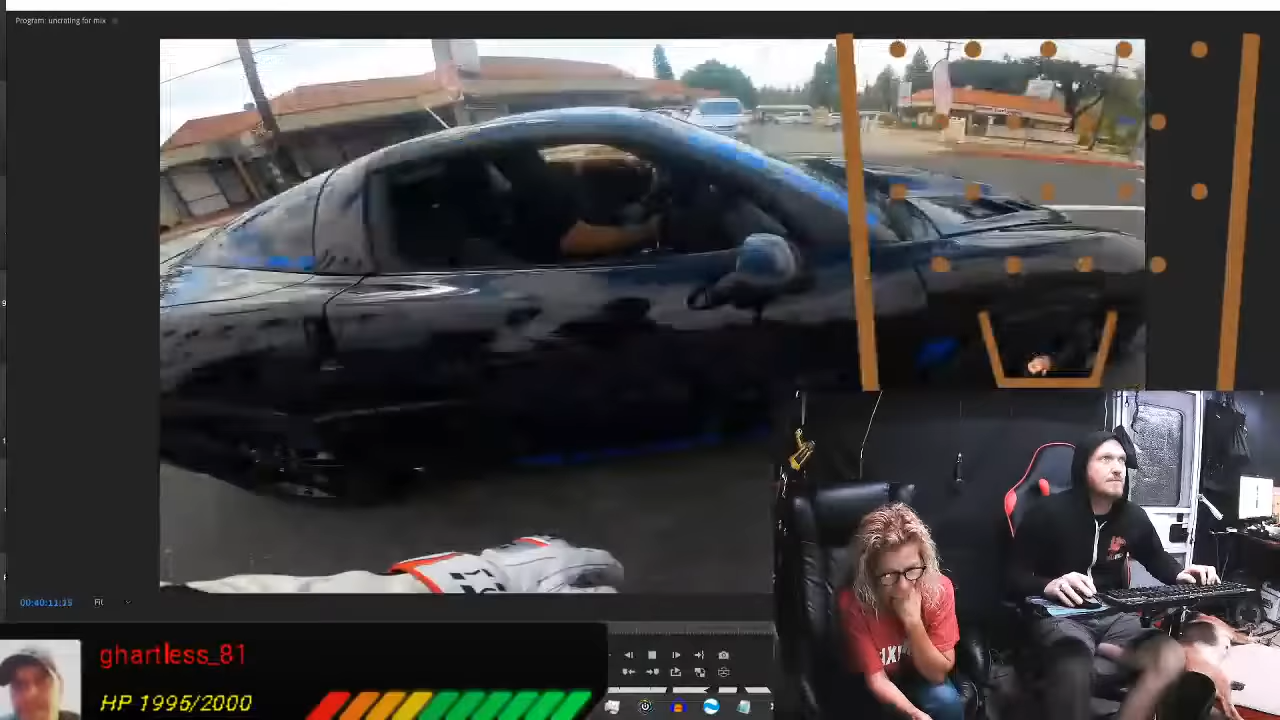 Program: uncrating for mix
00:40:11:15
Fit
ghartless_81
HP 1995/2000